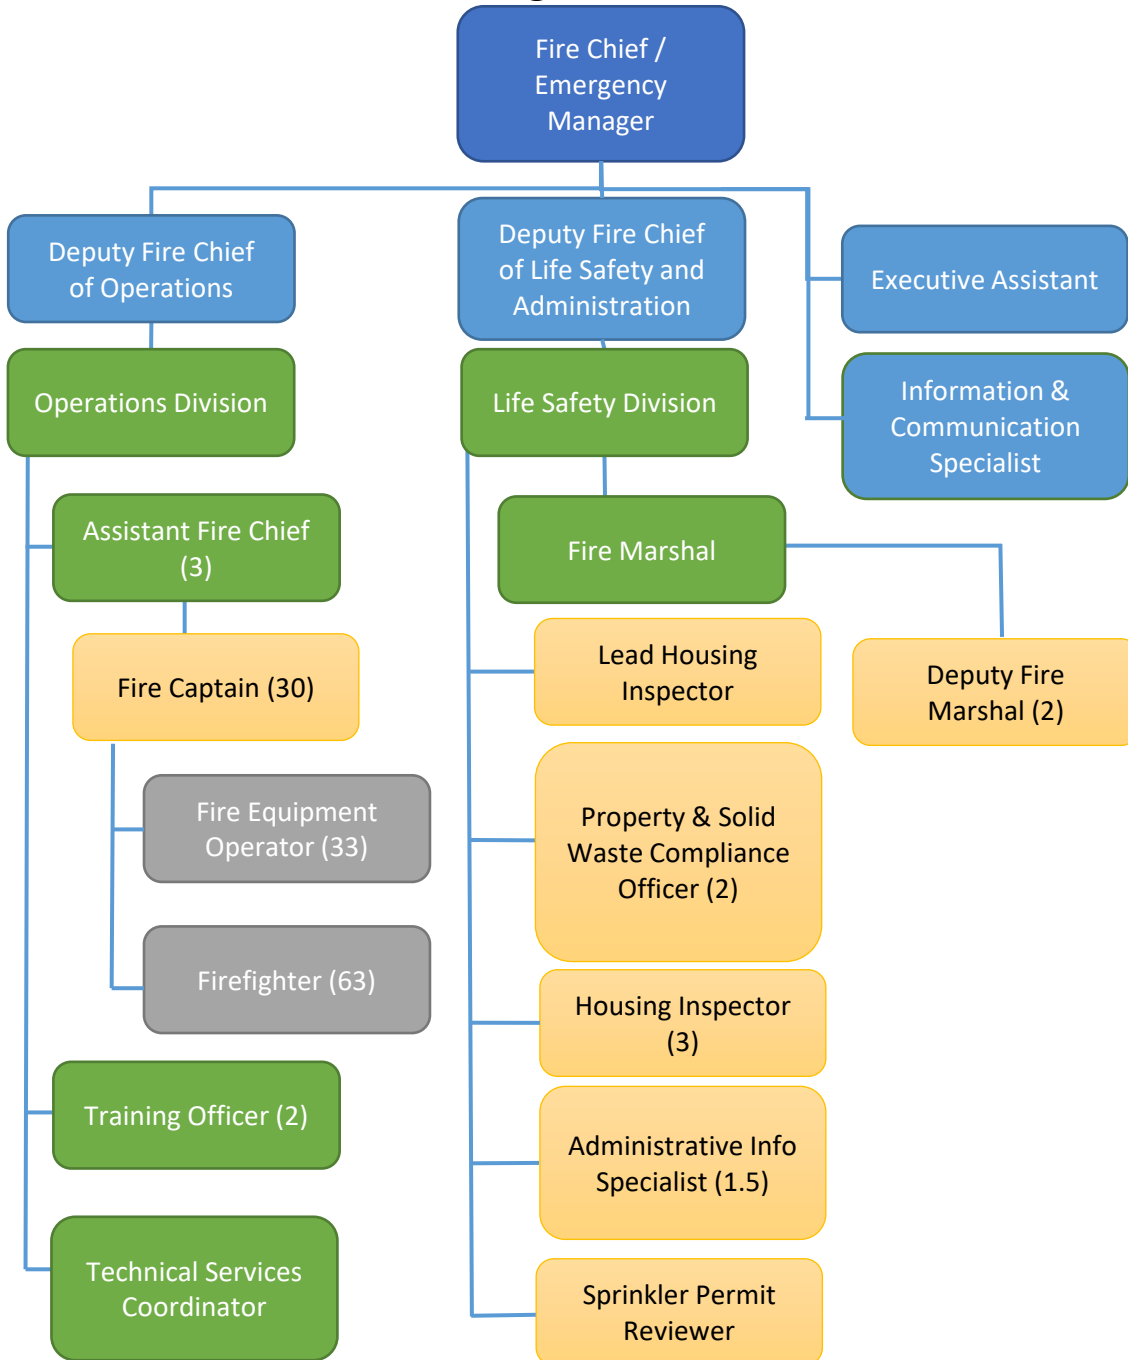 Fire Chief /
Emergency
Manager
Deputy Fire Chief
of Operations
Deputy Fire Chief
of Life Safety and
Administration
Executive Assistant
Information &
Communication
Specialist
Operations Division
Life Safety Division
Assistant Fire Chief
(3)
Fire Marshal
Fire Captain (30)
Lead Housing
Inspector
Deputy Fire
Marshal (2)
Fire Equipment
Operator (33)
Property & Solid
Waste Compliance
Officer (2)
Firefighter (63)
Housing Inspector
(3)
Training Officer (2)
Administrative Info
Specialist (1.5)
Technical Services
Coordinator
Sprinkler Permit
Reviewer